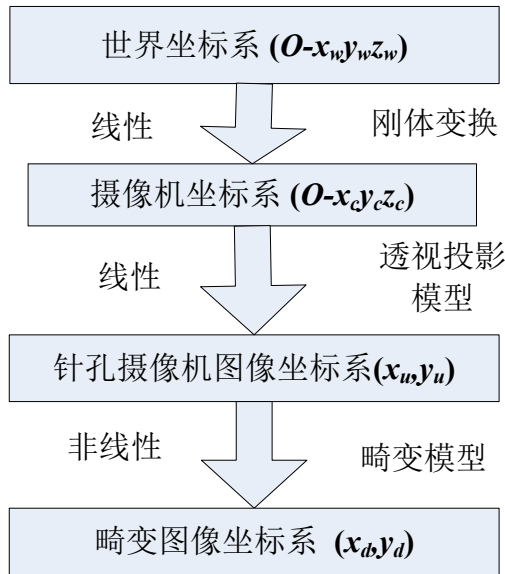 世界坐标系 (O-xwywzw)
线性 刚体变换
摄像机坐标系 (O-xcyczc)
线性
透视投影
模型
针孔摄像机图像坐标系(xu,yu)
非线性 畸变模型
畸变图像坐标系 (xd,yd)